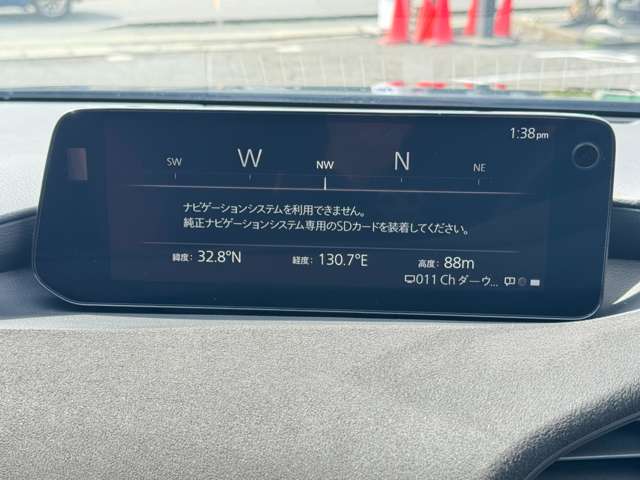 1:38pm
SW W NW N NE
ナビゲーションシステムを利用できません。
純正ナビゲーションシステム専用のSDカードを装着してください。
緯度: 32.8°N 経度: 130.7°E 高度: 88m
011 Ch ダーウ...